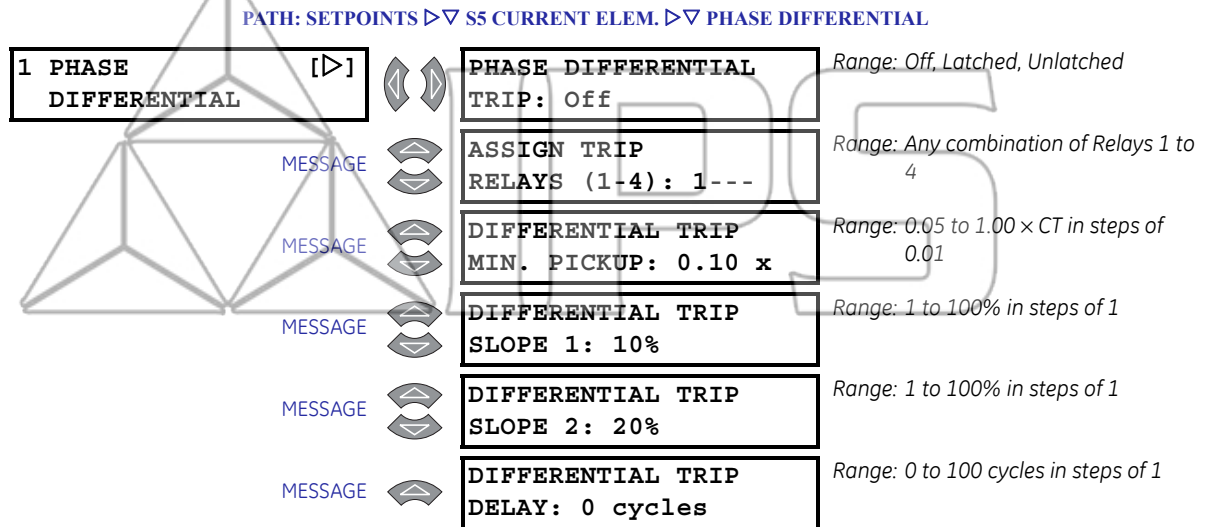 PATH: SETPOINTS ▷▽ S5 CURRENT ELEM. ▷▽ PHASE DIFFERENTIAL
1 PHASE [▷]
DIFFERENTIAL
PHASE DIFFERENTIAL
TRIP: Off
Range: Off, Latched, Unlatched
MESSAGE
ASSIGN TRIP
RELAYS (1-4): 1---
Range: Any combination of Relays 1 to
4
MESSAGE
DIFFERENTIAL TRIP
MIN. PICKUP: 0.10 x
Range: 0.05 to 1.00 × CT in steps of
0.01
MESSAGE
DIFFERENTIAL TRIP
SLOPE 1: 10%
Range: 1 to 100% in steps of 1
MESSAGE
DIFFERENTIAL TRIP
SLOPE 2: 20%
Range: 1 to 100% in steps of 1
MESSAGE
DIFFERENTIAL TRIP
DELAY: 0 cycles
Range: 0 to 100 cycles in steps of 1
IPS